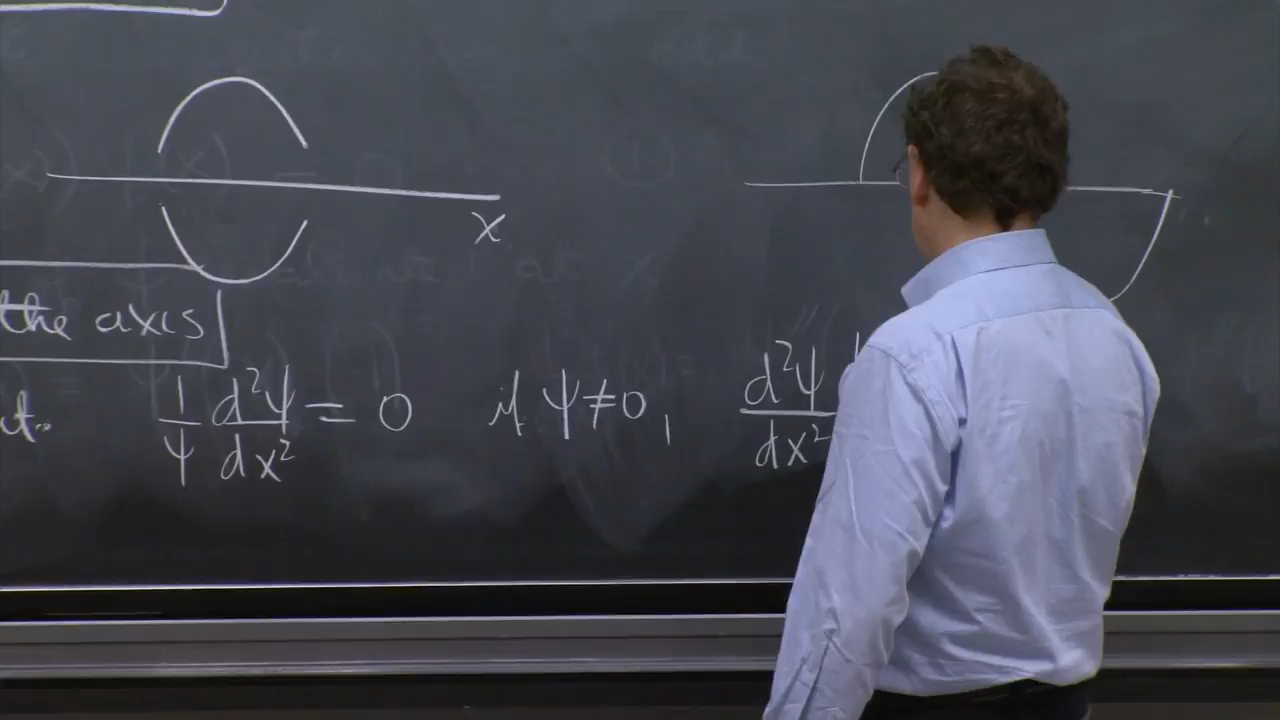 x
the axis
1/ψ d²ψ/dx² = 0 if ψ≠0, d²ψ/dx²